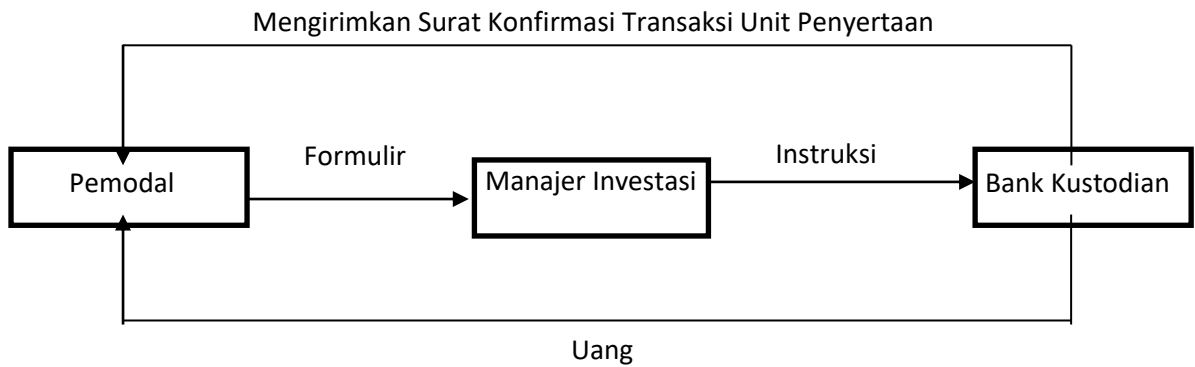 Mengirimkan Surat Konfirmasi Transaksi Unit Penyertaan
Formulir
Instruksi
Pemodal
Manajer Investasi
Bank Kustodian
Uang